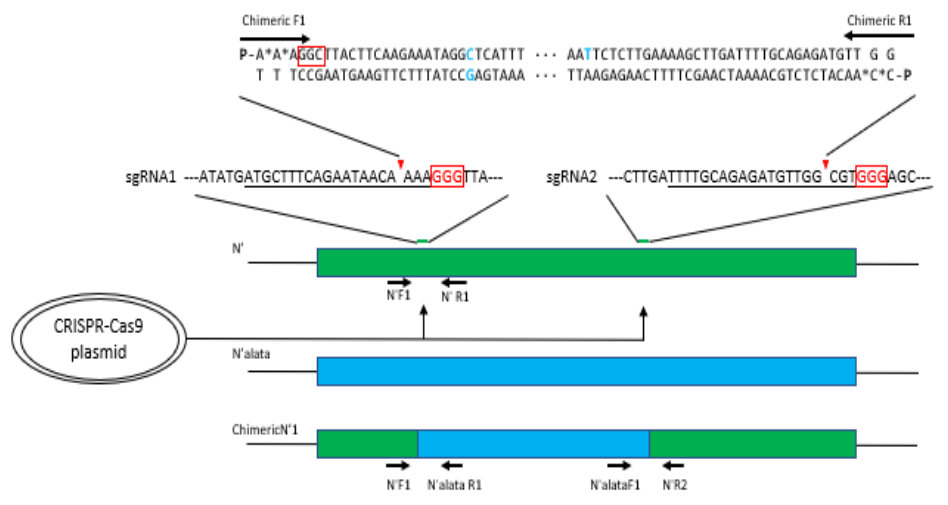 Chimeric F1 Chimeric R1
P-A*A*AGGCTTACTTCAAGAAATAGGCTCATTT ··· AATTCTCTTGAAAAGCTTGATTTTGCAGAGATGTT G G
T T TCCGAATGAAGTTCTTTATCCGAGTAAA ··· TTAAGAGAACTTTTCGAACTAAAACGTCTCTACAA*C*C-P
sgRNA1 ---ATATGATGCTTTCAGAATAACA AAAGGGTTA--- sgRNA2 ---CTTGATTTTGCAGAGATGTTGG CGTGGGAGC---
N'
N'F1 N' R1
CRISPR-Cas9
plasmid
N'alata
ChimericN'1
N'F1 N'alata R1 N'alataF1 N'R2